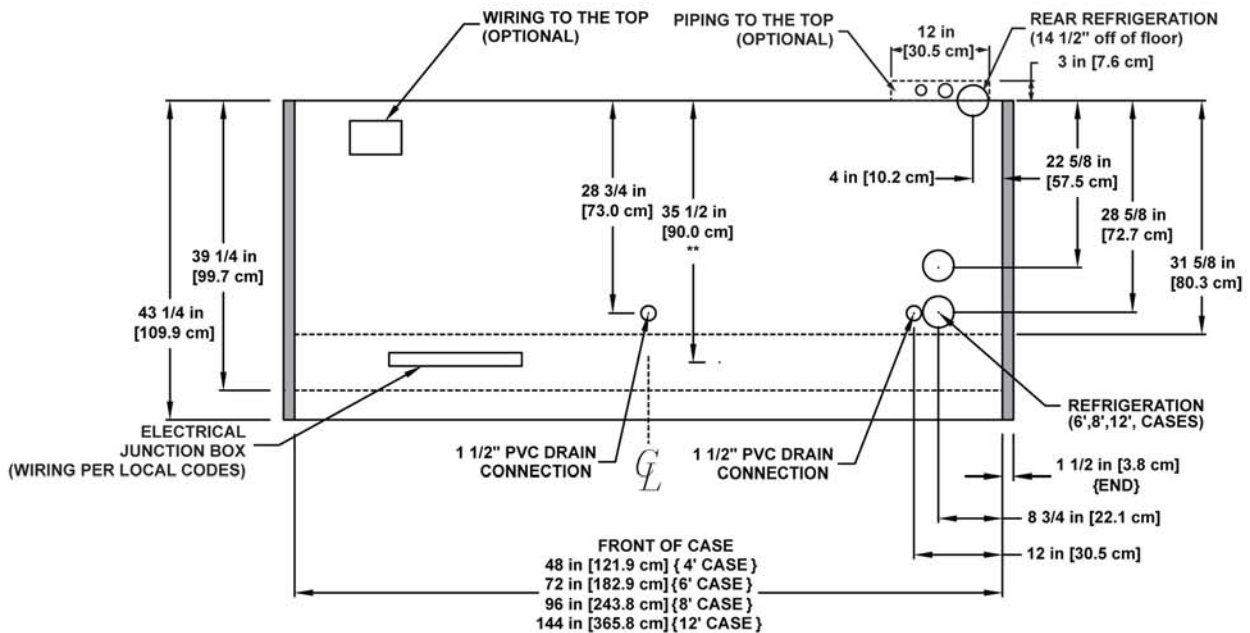 WIRING TO THE TOP
(OPTIONAL)
PIPING TO THE TOP
(OPTIONAL)
12 in
[30.5 cm]
REAR REFRIGERATION
(14 1/2" off of floor)
3 in [7.6 cm]
4 in [10.2 cm]
22 5/8 in
[57.5 cm]
28 3/4 in
[73.0 cm]
35 1/2 in
[90.0 cm]
**
28 5/8 in
[72.7 cm]
39 1/4 in
[99.7 cm]
31 5/8 in
[80.3 cm]
43 1/4 in
[109.9 cm]
ELECTRICAL
JUNCTION BOX
(WIRING PER LOCAL CODES)
1 1/2" PVC DRAIN
CONNECTION
CL
1 1/2" PVC DRAIN
CONNECTION
REFRIGERATION
(6',8',12', CASES)
1 1/2 in [3.8 cm]
{END}
8 3/4 in [22.1 cm]
12 in [30.5 cm]
FRONT OF CASE
48 in [121.9 cm] { 4' CASE }
72 in [182.9 cm] {6' CASE }
96 in [243.8 cm] {8' CASE }
144 in [365.8 cm] {12' CASE }